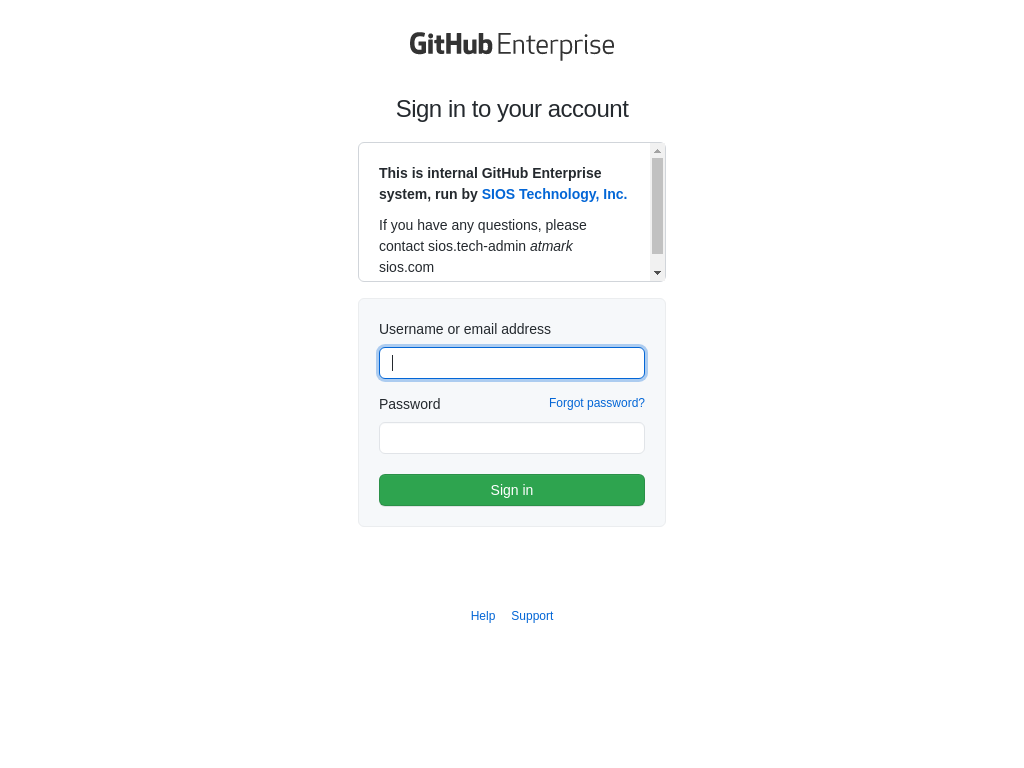 GitHub Enterprise
Sign in to your account
This is internal GitHub Enterprise
system, run by SIOS Technology, Inc.
If you have any questions, please
contact sios.tech-admin atmark
sios.com
Username or email address
Password
Forgot password?
Sign in
Help
Support